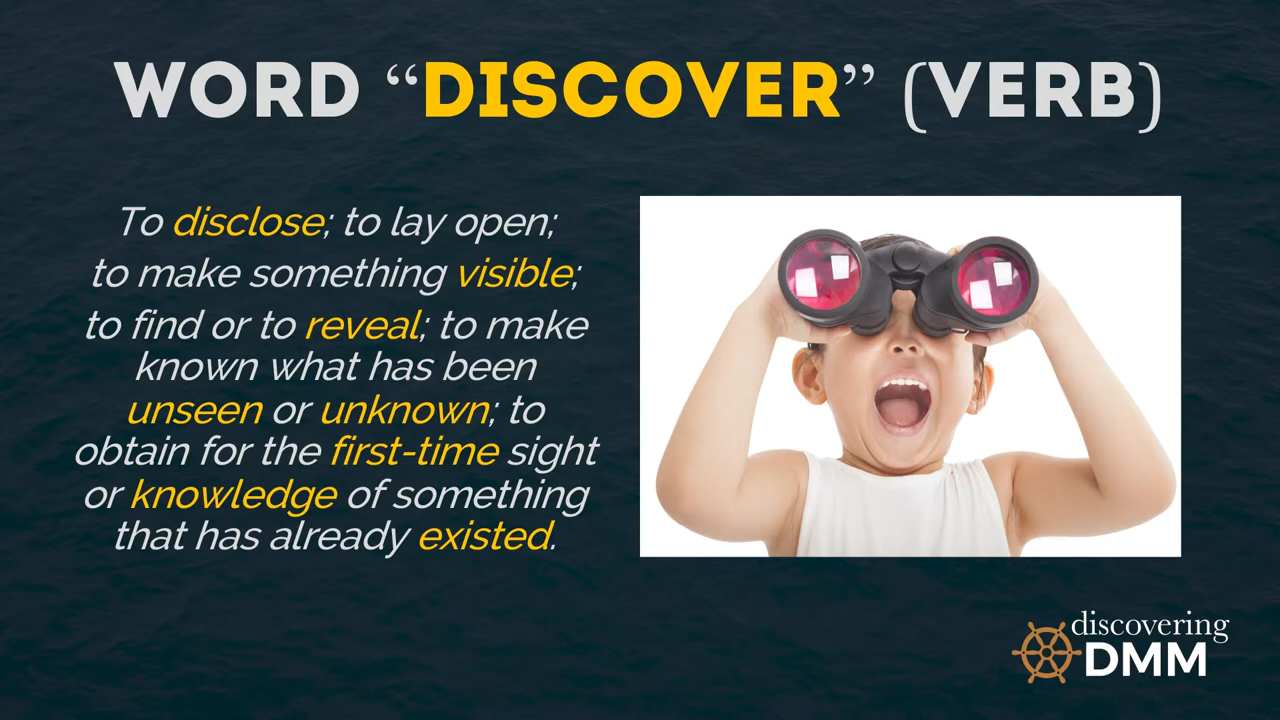 WORD “DISCOVER” (VERB)
To disclose; to lay open;
to make something visible;
to find or to reveal; to make
known what has been
unseen or unknown; to
obtain for the first-time sight
or knowledge of something
that has already existed.
discovering
DMM